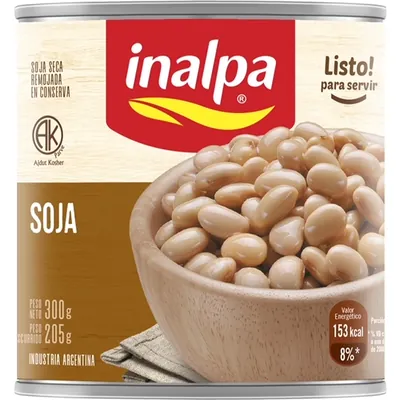 SOJA SECA
REMOJADA
EN CONSERVA
inalpa
®
Listo!
para servir
AK
Ajdut Kosher
SOJA
PESO
NETO 300g
PESO
ESCURRIDO 205g
INDUSTRIA ARGENTINA
Valor
Energético
153 kcal
8%*